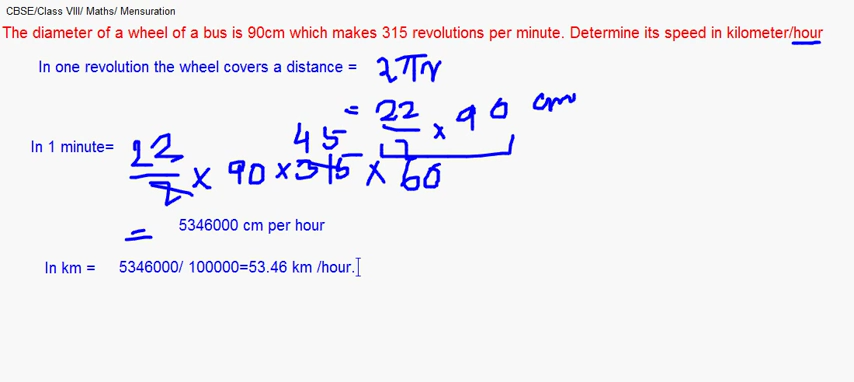 CBSE/Class VIII/ Maths/ Mensuration
The diameter of a wheel of a bus is 90cm which makes 315 revolutions per minute. Determine its speed in kilometer/hour
In one revolution the wheel covers a distance = 2πr
= 22/7 x 90 cm
45
In 1 minute= 22/7 x 90 x 315 x 60
= 5346000 cm per hour
In km = 5346000/ 100000=53.46 km /hour.